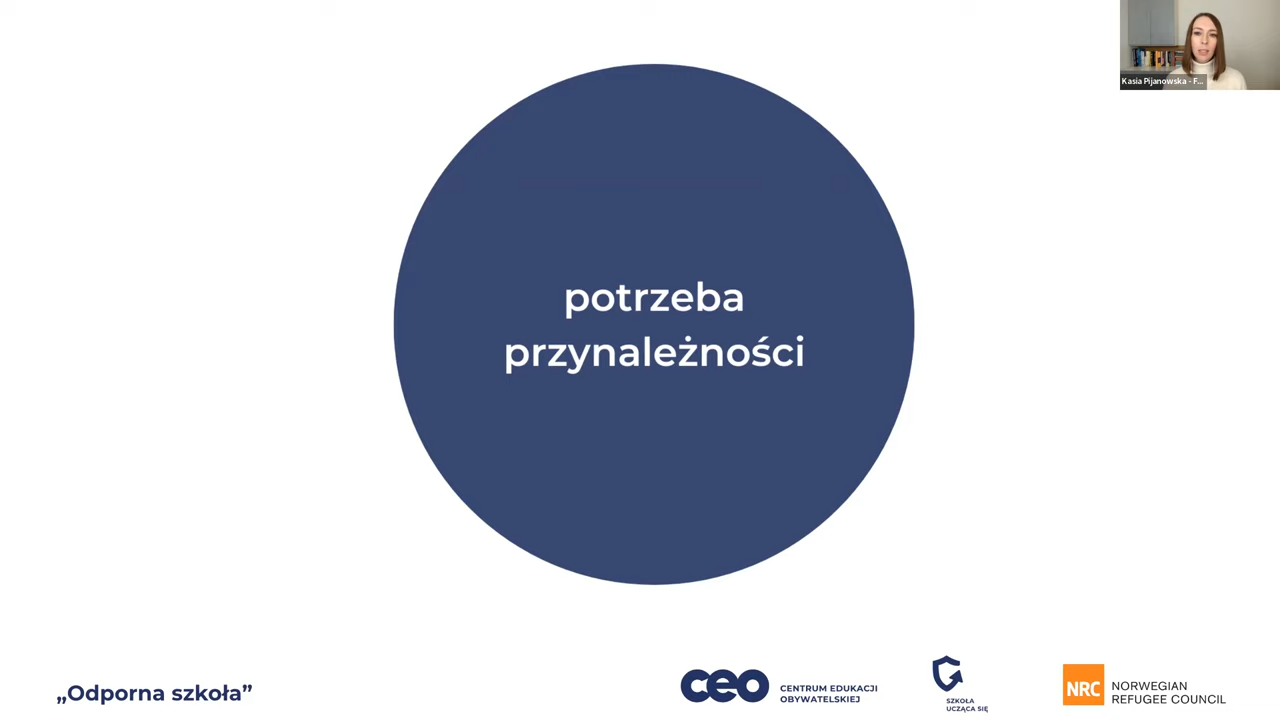 Kasia Pijanowska - F...
potrzeba
przynależności
„Odporna szkoła”
ceo
CENTRUM EDUKACJI
OBYWATELSKIEJ
SZKOŁA
UCZĄCA SIĘ
NRC
NORWEGIAN
REFUGEE COUNCIL